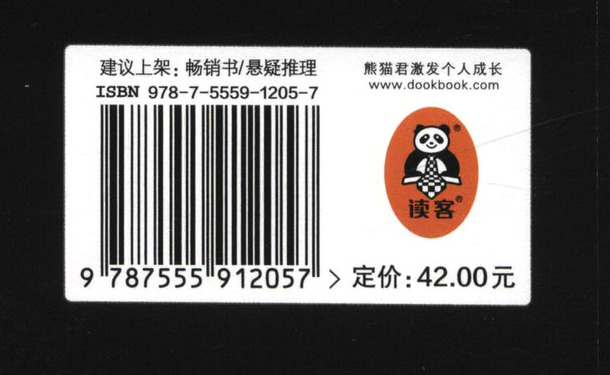 建议上架：畅销书/悬疑推理
ISBN 978-7-5559-1205-7
9 787555 912057 >
熊猫君激发个人成长
www.dookbook.com
®
读客®
定价：42.00元